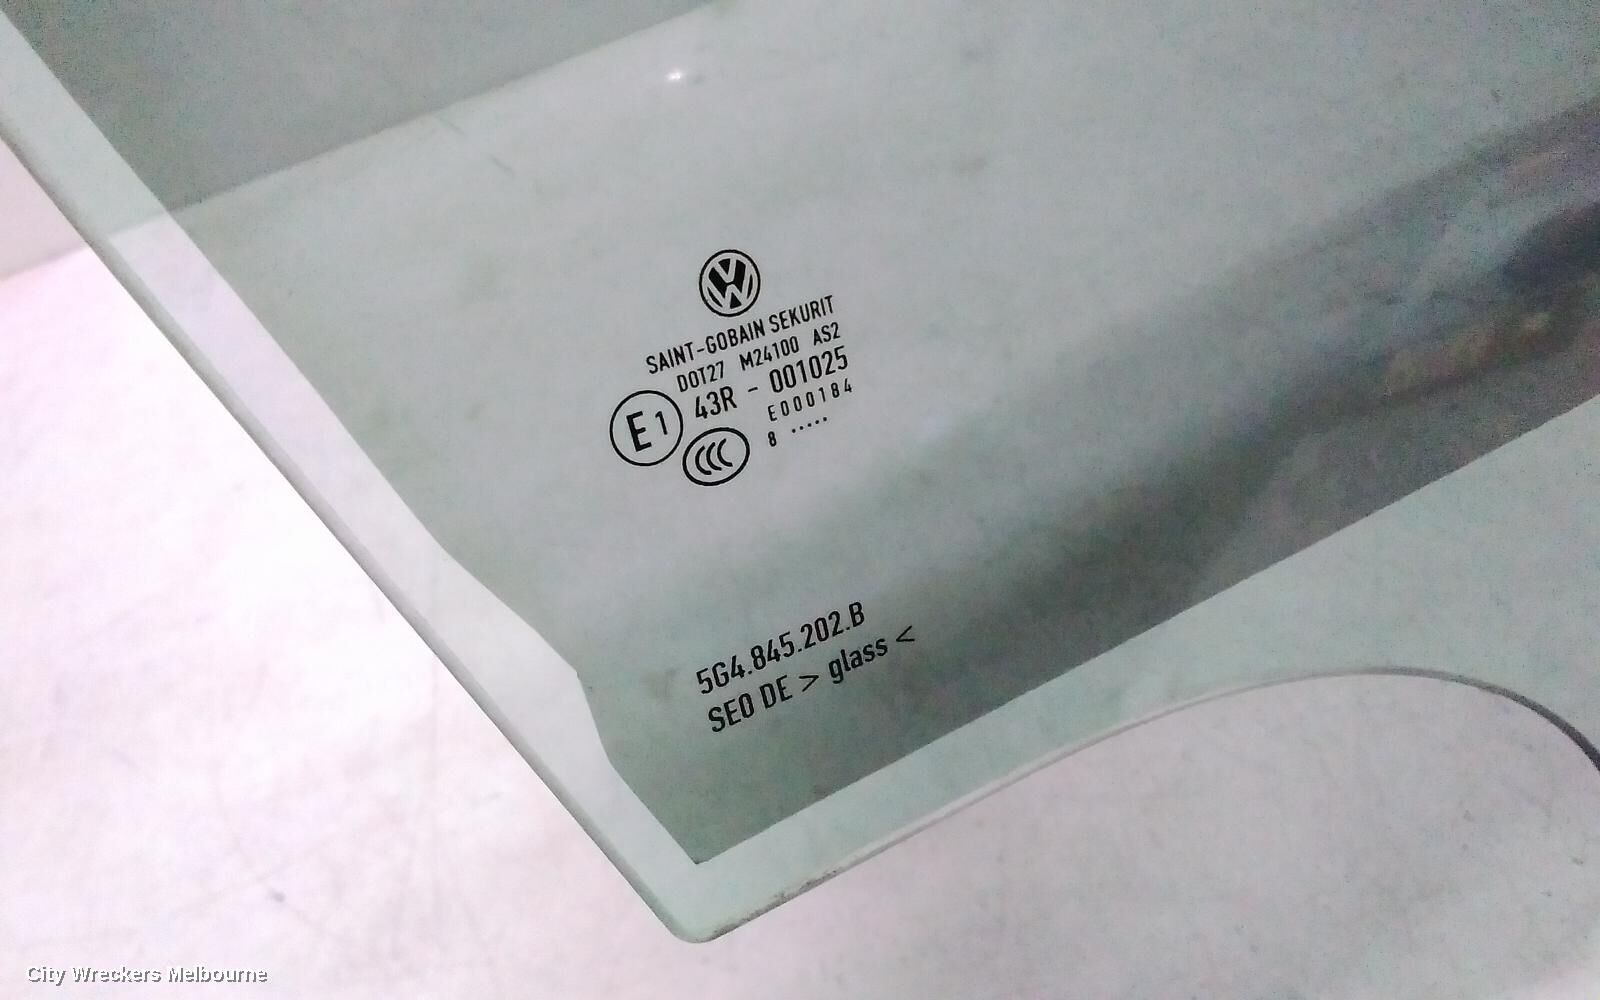 SAINT-GOBAIN SEKURIT
DOT27 M24100 AS2
E1 43R - 001025
E000184
CCC 8 .....
5G4.845.202.B
SEO DE > glass <
City Wreckers Melbourne